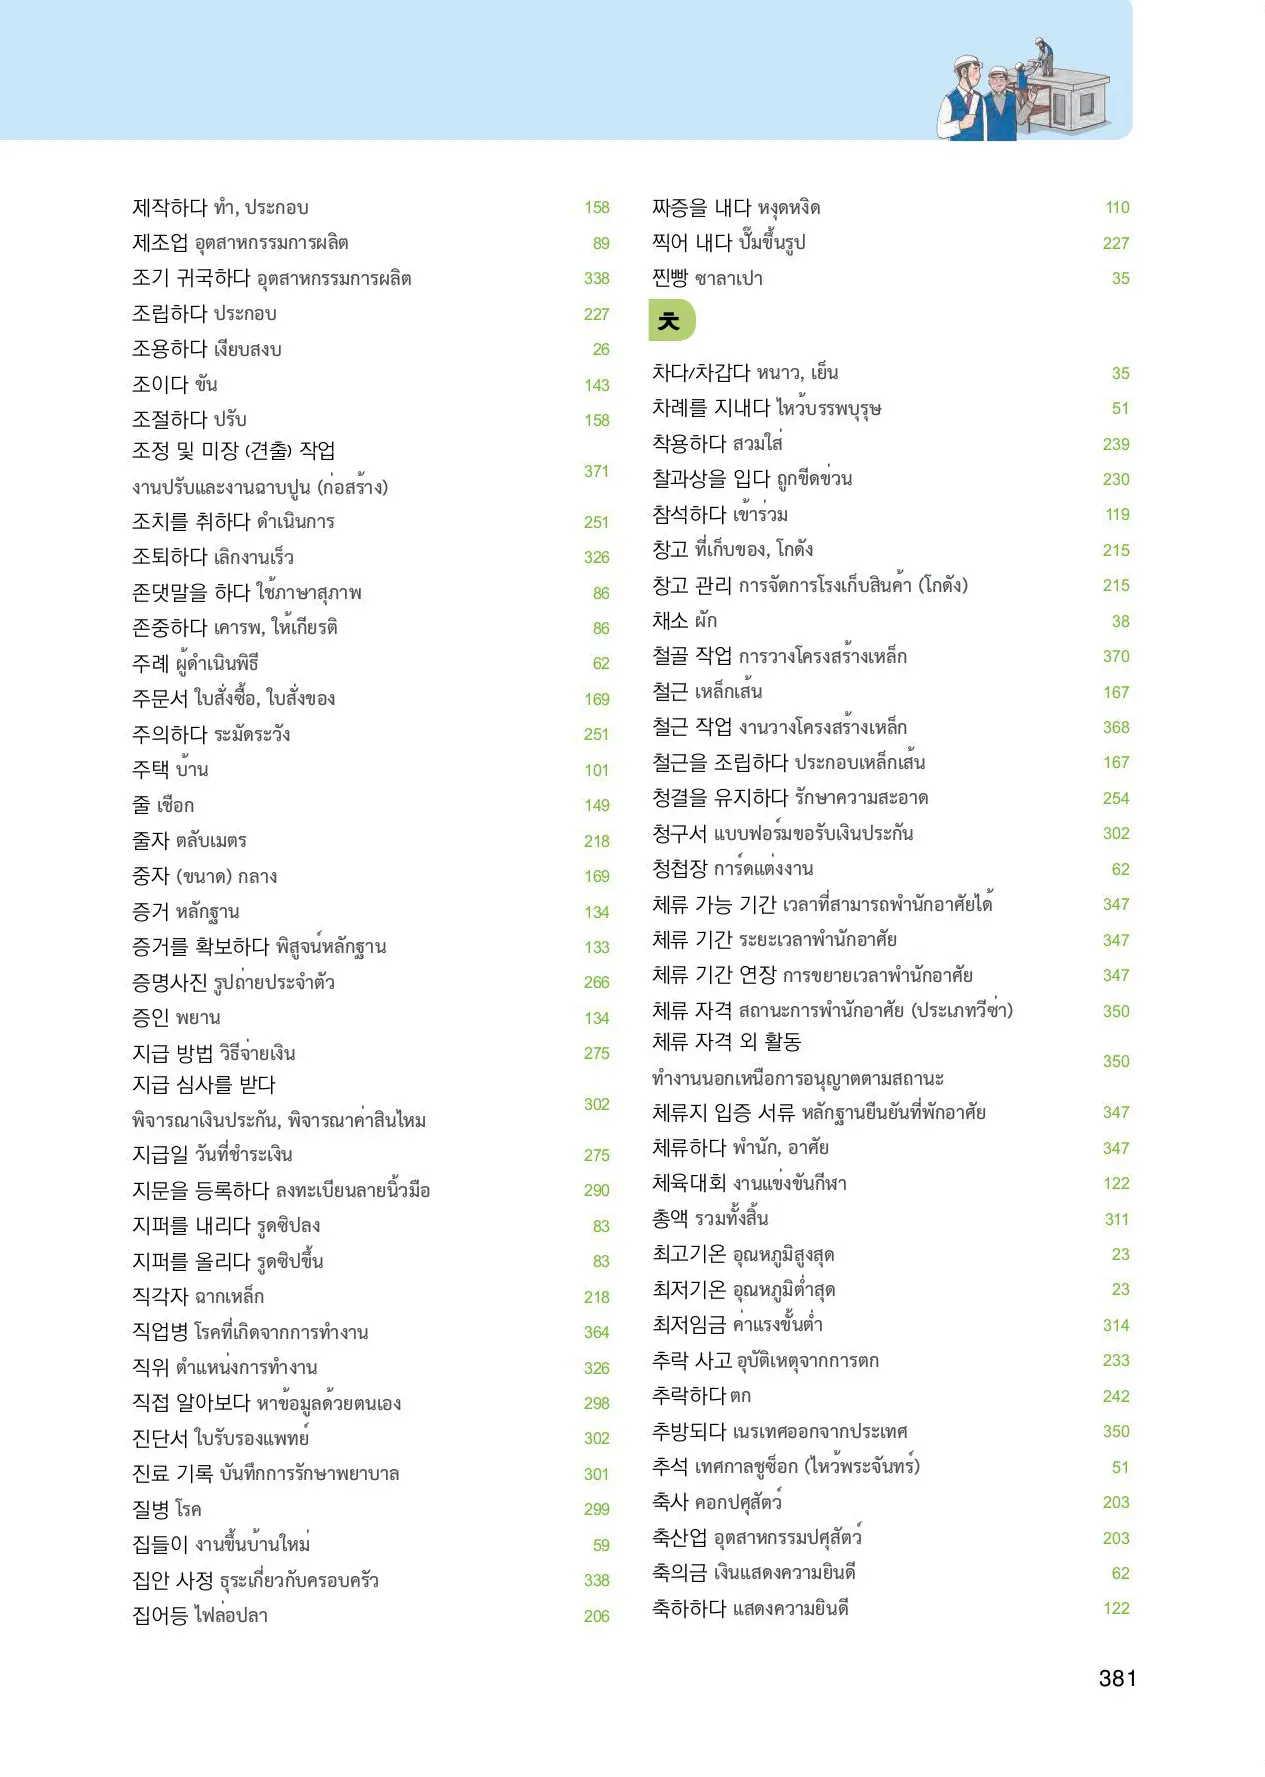 제작하다 ทำ, ประกอบ 158
제조업 อุตสาหกรรมการผลิต 89
조기 귀국하다 อุตสาหกรรมการผลิต 338
조립하다 ประกอบ 227
조용하다 เงียบสงบ 26
조이다 ขัน 143
조절하다 ปรับ 158
조정 및 미장 (견출) 작업
งานปรับและงานฉาบปูน (ก่อสร้าง) 371
조치를 취하다 ดำเนินการ 251
조퇴하다 เลิกงานเร็ว 326
존댓말을 하다 ใช้ภาษาสุภาพ 86
존중하다 เคารพ, ให้เกียรติ 86
주례 ผู้ดำเนินพิธี 62
주문서 ใบสั่งซื้อ, ใบสั่งของ 169
주의하다 ระมัดระวัง 251
주택 บ้าน 101
줄 เชือก 149
줄자 ตลับเมตร 218
중자 (ขนาด) กลาง 169
증거 หลักฐาน 134
증거를 확보하다 พิสูจน์หลักฐาน 133
증명사진 รูปถ่ายประจำตัว 266
증인 พยาน 134
지급 방법 วิธีจ่ายเงิน 275
지급 심사를 받다
พิจารณาเงินประกัน, พิจารณาค่าสินไหม 302
지급일 วันที่ชำระเงิน 275
지문을 등록하다 ลงทะเบียนลายนิ้วมือ 290
지퍼를 내리다 รูดซิปลง 83
지퍼를 올리다 รูดซิปขึ้น 83
직각자 ฉากเหล็ก 218
직업병 โรคที่เกิดจากการทำงาน 364
직위 ตำแหน่งการทำงาน 326
직접 알아보다 หาข้อมูลด้วยตนเอง 298
진단서 ใบรับรองแพทย์ 302
진료 기록 บันทึกการรักษาพยาบาล 301
질병 โรค 299
집들이 งานขึ้นบ้านใหม่ 59
집안 사정 ธุระเกี่ยวกับครอบครัว 338
집어등 ไฟล่อปลา 206
짜증을 내다 หงุดหงิด 110
찍어 내다 ปั๊มขึ้นรูป 227
찐빵 ซาลาเปา 35
ㅊ
차다/차갑다 หนาว, เย็น 35
차례를 지내다 ไหว้บรรพบุรุษ 51
착용하다 สวมใส่ 239
찰과상을 입다 ถูกขีดข่วน 230
참석하다 เข้าร่วม 119
창고 ที่เก็บของ, โกดัง 215
창고 관리 การจัดการโรงเก็บสินค้า (โกดัง) 215
채소 ผัก 38
철골 작업 การวางโครงสร้างเหล็ก 370
철근 เหล็กเส้น 167
철근 작업 งานวางโครงสร้างเหล็ก 368
철근을 조립하다 ประกอบเหล็กเส้น 167
청결을 유지하다 รักษาความสะอาด 254
청구서 แบบฟอร์มขอรับเงินประกัน 302
청첩장 การ์ดแต่งงาน 62
체류 가능 기간 เวลาที่สามารถพำนักอาศัยได้ 347
체류 기간 ระยะเวลาพำนักอาศัย 347
체류 기간 연장 การขยายเวลาพำนักอาศัย 347
체류 자격 สถานะการพำนักอาศัย (ประเภทวีซ่า) 350
체류 자격 외 활동
ทำงานนอกเหนือการอนุญาตตามสถานะ 350
체류지 입증 서류 หลักฐานยืนยันที่พักอาศัย 347
체류하다 พำนัก, อาศัย 347
체육대회 งานแข่งขันกีฬา 122
총액 รวมทั้งสิ้น 311
최고기온 อุณหภูมิสูงสุด 23
최저기온 อุณหภูมิต่ำสุด 23
최저임금 ค่าแรงขั้นต่ำ 314
추락 사고 อุบัติเหตุจากการตก 233
추락하다 ตก 242
추방되다 เนรเทศออกจากประเทศ 350
추석 เทศกาลชูซ็อก (ไหว้พระจันทร์) 51
축사 คอกปศุสัตว์ 203
축산업 อุตสาหกรรมปศุสัตว์ 203
축의금 เงินแสดงความยินดี 62
축하하다 แสดงความยินดี 122
381